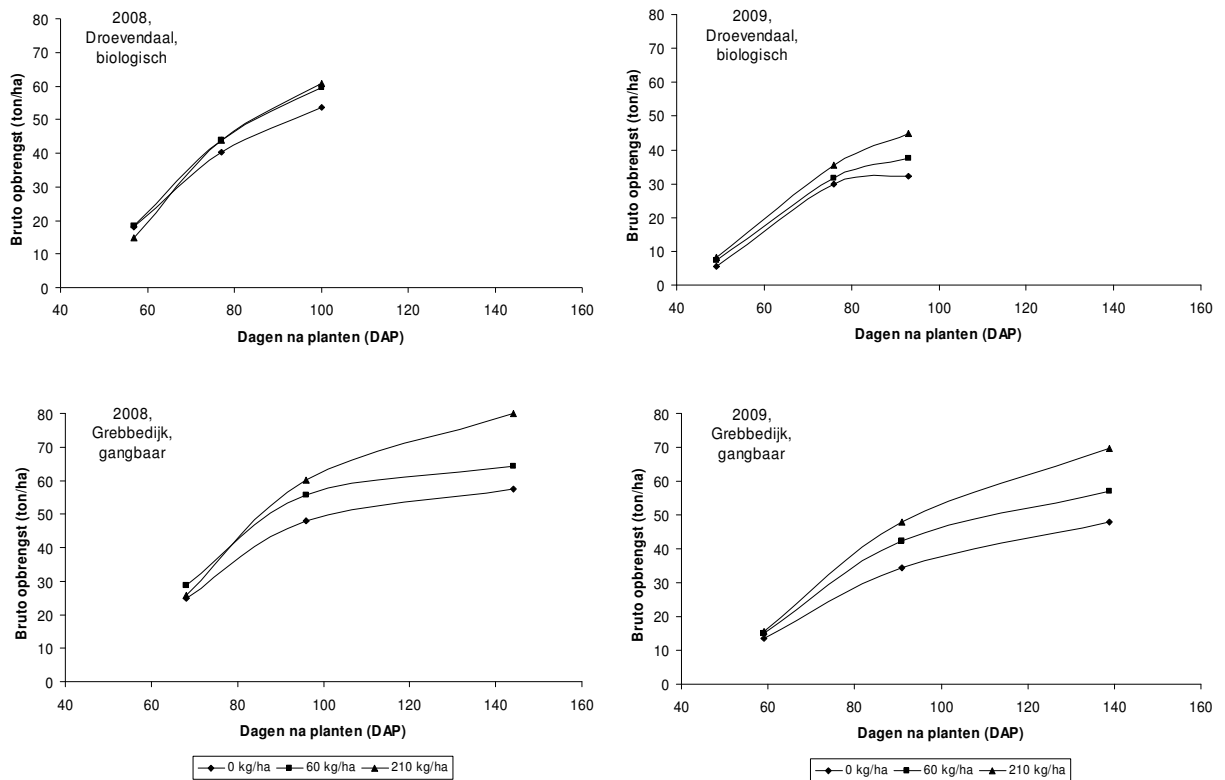 2008,
Droevendaal,
biologisch
Bruto opbrengst (ton/ha)
80
70
60
50
40
30
20
10
0
40 60 80 100 120 140 160
Dagen na planten (DAP)
2009,
Droevendaal,
biologisch
Bruto opbrengst (ton/ha)
80
70
60
50
40
30
20
10
0
40 60 80 100 120 140 160
Dagen na planten (DAP)
2008,
Grebbedijk,
gangbaar
Bruto opbrengst (ton/ha)
80
70
60
50
40
30
20
10
0
40 60 80 100 120 140 160
Dagen na planten (DAP)
0 kg/ha 60 kg/ha 210 kg/ha
2009,
Grebbedijk,
gangbaar
Bruto opbrengst (ton/ha)
80
70
60
50
40
30
20
10
0
40 60 80 100 120 140 160
Dagen na planten (DAP)
0 kg/ha 60 kg/ha 210 kg/ha